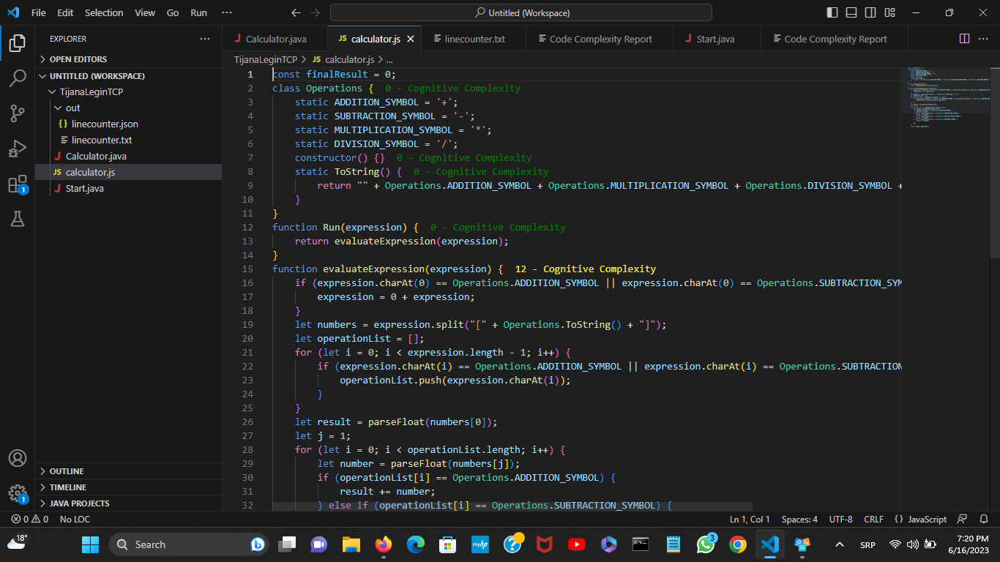 File Edit Selection View Go Run ··· Untitled (Workspace)
EXPLORER
OPEN EDITORS
UNTITLED (WORKSPACE)
TijanaLeginTCP
out
linecounter.json
linecounter.txt
Calculator.java
JS calculator.js
Start.java
OUTLINE
TIMELINE
JAVA PROJECTS
Calculator.java JS calculator.js linecounter.txt Code Complexity Report Start.java Code Complexity Report
TijanaLeginTCP > JS calculator.js > ...
1 const finalResult = 0;
2 class Operations { 0 - Cognitive Complexity
3 static ADDITION_SYMBOL = '+';
4 static SUBTRACTION_SYMBOL = '-';
5 static MULTIPLICATION_SYMBOL = '*';
6 static DIVISION_SYMBOL = '/';
7 constructor() {} 0 - Cognitive Complexity
8 static ToString() { 0 - Cognitive Complexity
9 return "" + Operations.ADDITION_SYMBOL + Operations.MULTIPLICATION_SYMBOL + Operations.DIVISION_SYMBOL +
10 }
11 }
12 function Run(expression) { 0 - Cognitive Complexity
13 return evaluateExpression(expression);
14 }
15 function evaluateExpression(expression) { 12 - Cognitive Complexity
16 if (expression.charAt(0) == Operations.ADDITION_SYMBOL || expression.charAt(0) == Operations.SUBTRACTION_SYM
17 expression = 0 + expression;
18 }
19 let numbers = expression.split("[" + Operations.ToString() + "]");
20 let operationList = [];
21 for (let i = 0; i < expression.length - 1; i++) {
22 if (expression.charAt(i) == Operations.ADDITION_SYMBOL || expression.charAt(i) == Operations.SUBTRACTION
23 operationList.push(expression.charAt(i));
24 }
25 }
26 let result = parseFloat(numbers[0]);
27 let j = 1;
28 for (let i = 0; i < operationList.length; i++) {
29 let number = parseFloat(numbers[j]);
30 if (operationList[i] == Operations.ADDITION_SYMBOL) {
31 result += number;
32 } else if (operationList[i] == Operations.SUBTRACTION_SYMBOL) {
0 0 No LOC Ln 1, Col 1 Spaces: 4 UTF-8 CRLF {} JavaScript
18° Search SRP 7:20 PM
6/16/2023